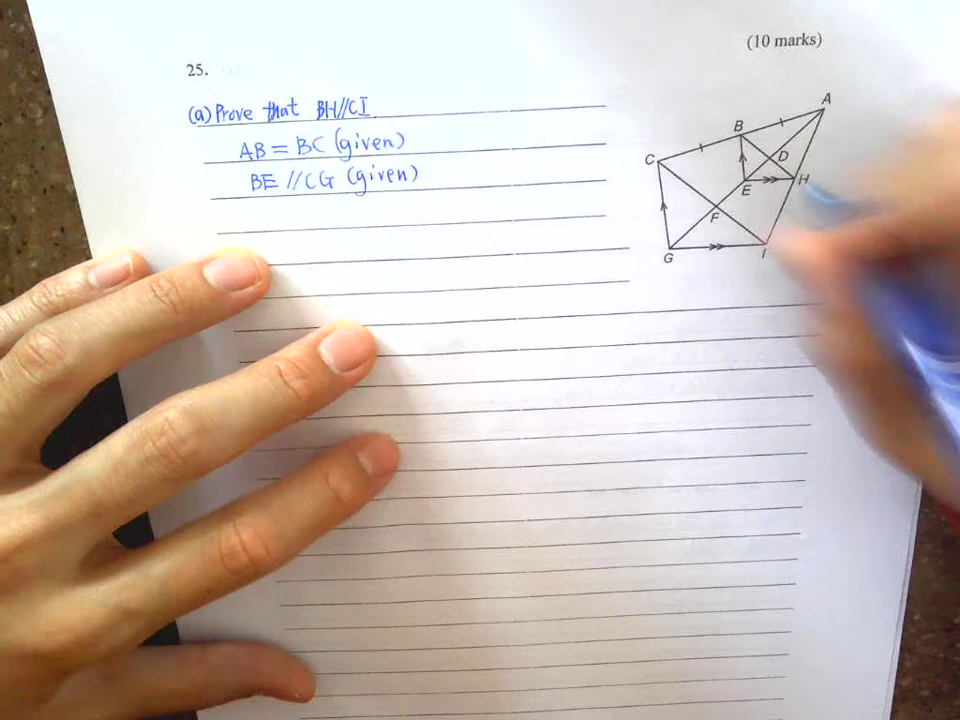 (10 marks)
25.
(a) Prove that BH//CI
AB = BC (given)
BE //CG (given)
A
B
C
D
E
H
F
G
I